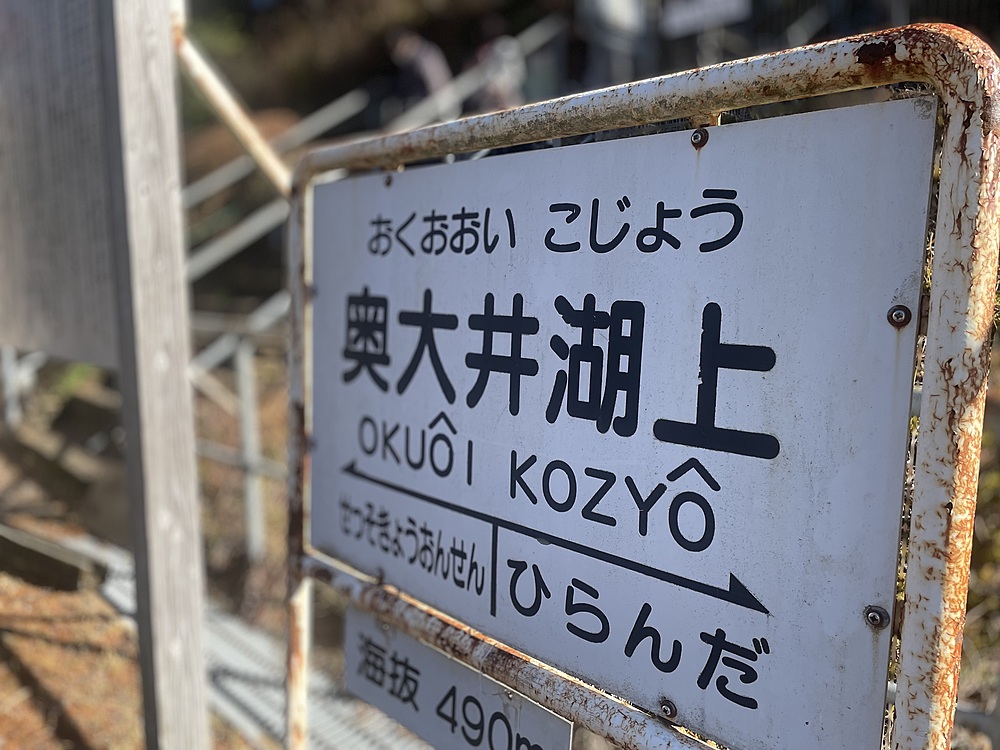 おくおおい こじょう
奥大井湖上
OKUÔI KOZYÔ
せっそきょうおんせん ひらんだ
海抜 490m